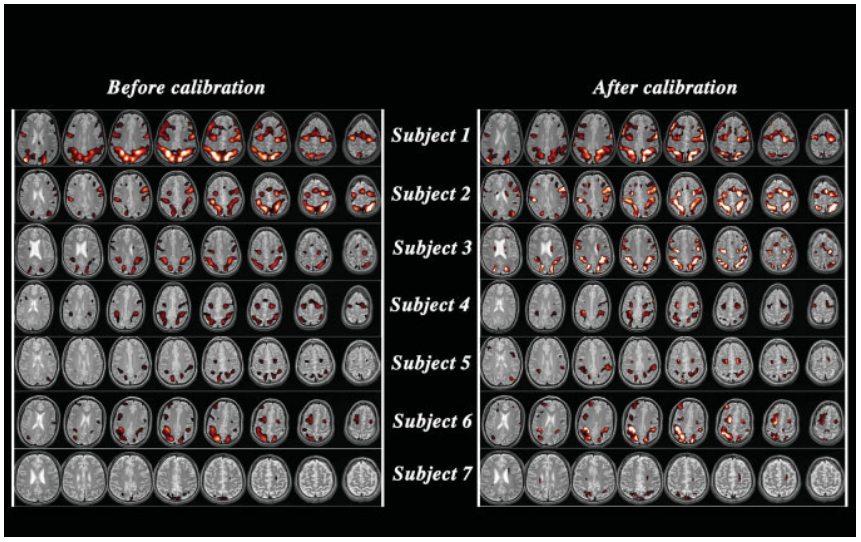 Before calibration
After calibration
Subject 1
Subject 2
Subject 3
Subject 4
Subject 5
Subject 6
Subject 7